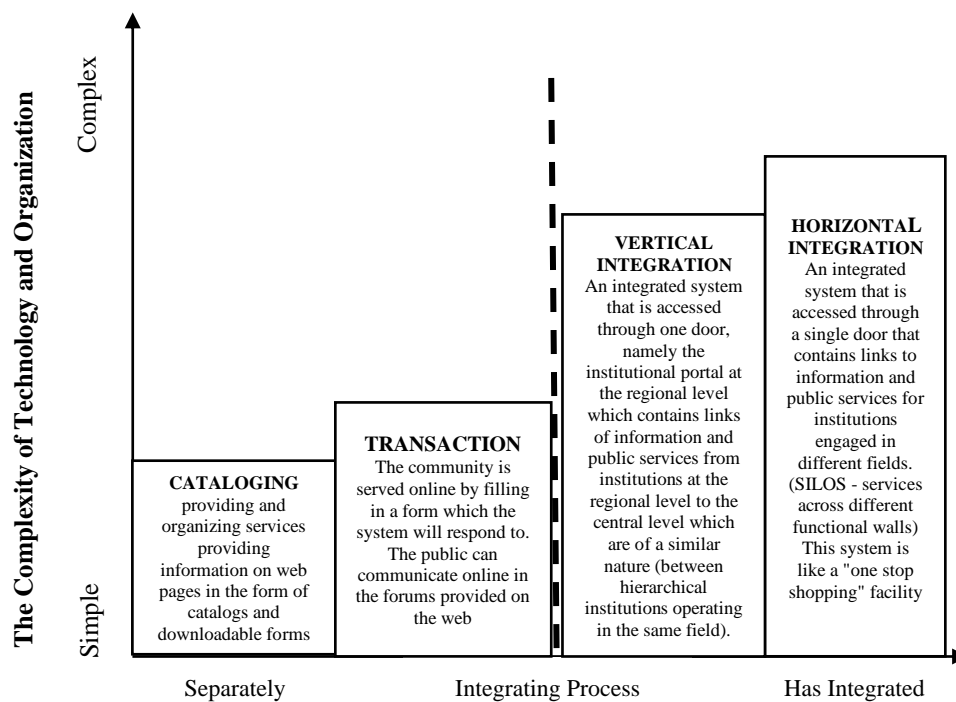 The Complexity of Technology and Organization
Complex
Simple
CATALOGING
providing and
organizing services
providing
information on web
pages in the form of
catalogs and
downloadable forms
TRANSACTION
The community is
served online by filling
in a form which the
system will respond to.
The public can
communicate online in
the forums provided on
the web
VERTICAL
INTEGRATION
An integrated system
that is accessed
through one door,
namely the
institutional portal at
the regional level
which contains links
of information and
public services from
institutions at the
regional level to the
central level which
are of a similar
nature (between
hierarchical
institutions operating
in the same field).
HORIZONTAL
INTEGRATION
An integrated
system that is
accessed through
a single door that
contains links to
information and
public services for
institutions
engaged in
different fields.
(SILOS - services
across different
functional walls)
This system is
like a "one stop
shopping" facility
Separately
Integrating Process
Has Integrated